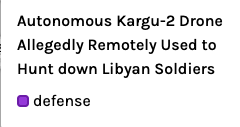 Autonomous Kargu-2 Drone
Allegedly Remotely Used to
Hunt down Libyan Soldiers
defense